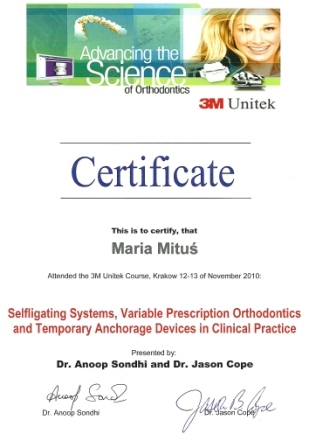 Advancing the
Science
of Orthodontics
3M Unitek
Certificate
This is to certify, that
Maria Mituś
Attended the 3M Unitek Course, Krakow 12-13 of November 2010:
Selfligating Systems, Variable Prescription Orthodontics
and Temporary Anchorage Devices in Clinical Practice
Presented by:
Dr. Anoop Sondhi and Dr. Jason Cope
Anoop Sondhi
Jason B Cope
Dr. Anoop Sondhi
Dr. Jason Cope